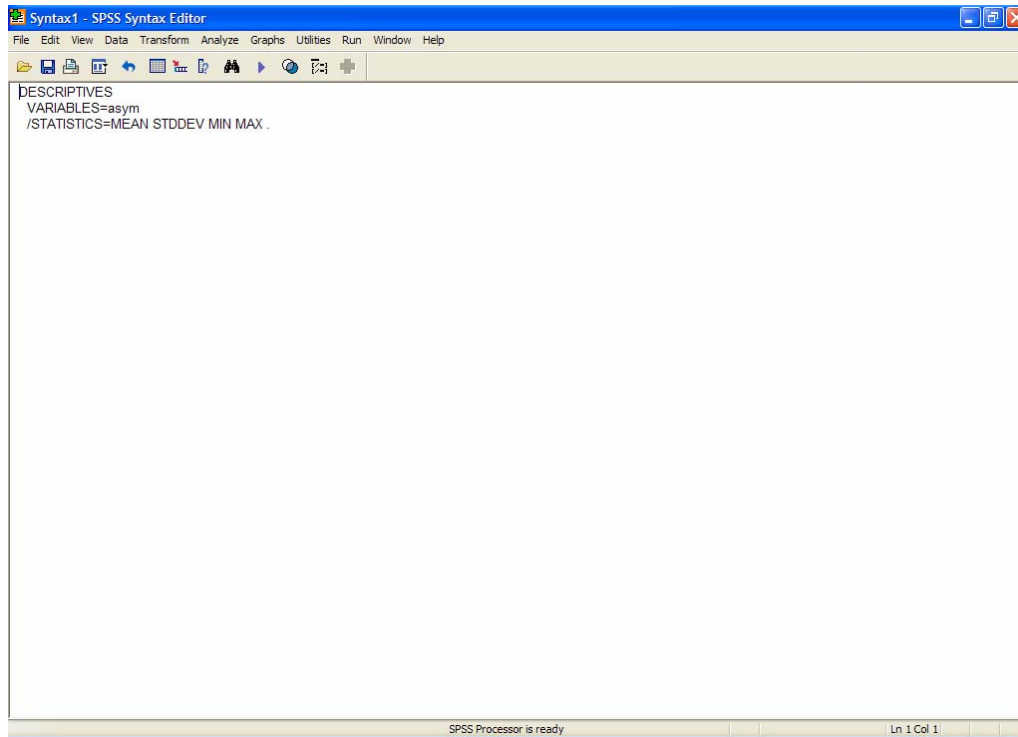 Syntax1 - SPSS Syntax Editor
File Edit View Data Transform Analyze Graphs Utilities Run Window Help
DESCRIPTIVES
VARIABLES=asym
/STATISTICS=MEAN STDDEV MIN MAX .
SPSS Processor is ready
Ln 1 Col 1